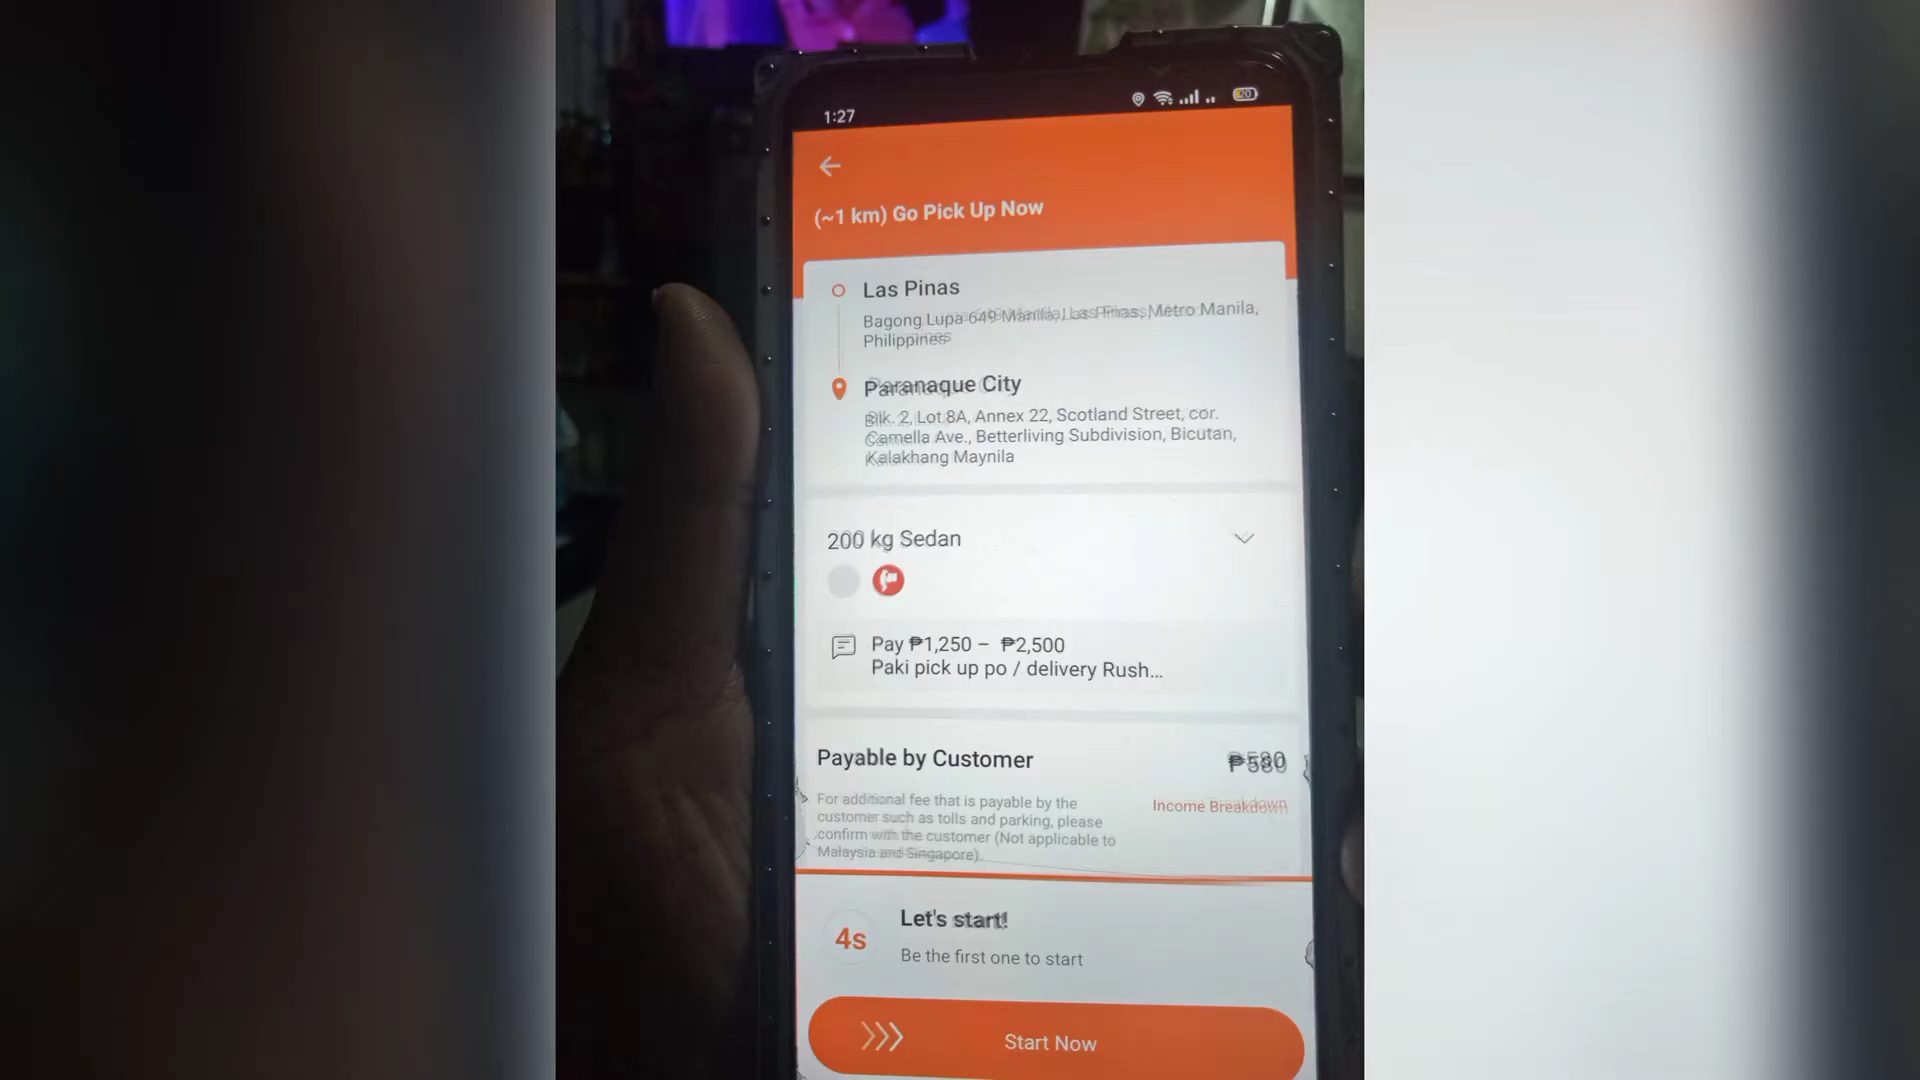 1:27
20
(~1 km) Go Pick Up Now
Las Pinas
Bagong Lupa 649 Manila, Las Pinas, Metro Manila,
Philippines
Paranaque City
Blk. 2, Lot 8A, Annex 22, Scotland Street, cor.
Camella Ave., Betterliving Subdivision, Bicutan,
Kalakhang Maynila
200 kg Sedan
Pay ₱1,250 – ₱2,500
Paki pick up po / delivery Rush...
Payable by Customer
₱580
For additional fee that is payable by the
customer such as tolls and parking, please
confirm with the customer (Not applicable to
Malaysia and Singapore).
Income Breakdown
4s
Let's start!
Be the first one to start
Start Now